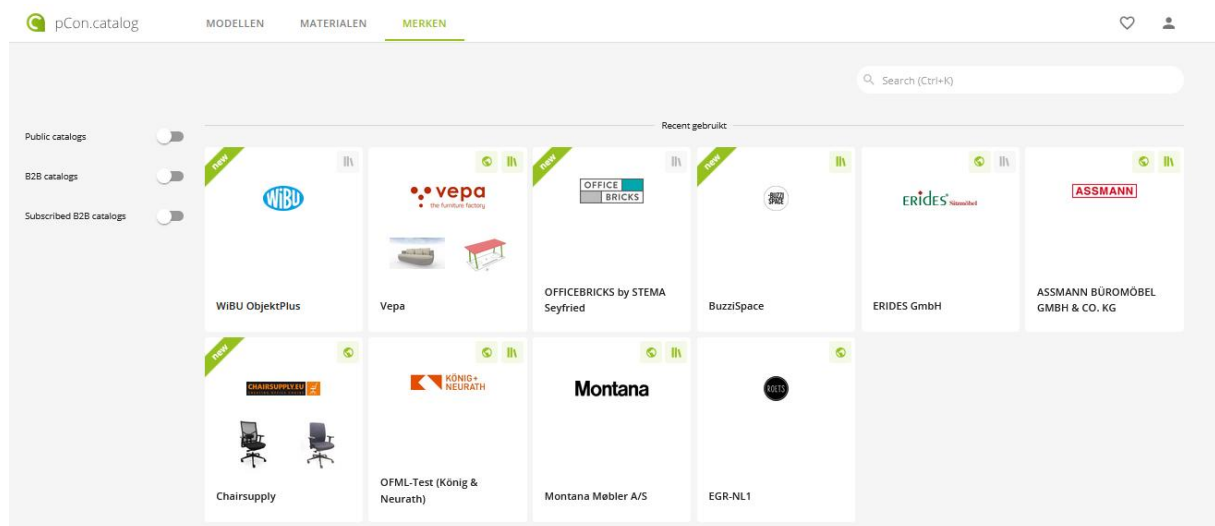 pCon.catalog MODELLEN MATERIALEN MERKEN
Search (Ctrl+K)
Recent gebruikt
Public catalogs
B2B catalogs
Subscribed B2B catalogs
new
WiBU
WiBU ObjektPlus
vepa
the furniture factory
Vepa
new
OFFICE
BRICKS
OFFICEBRICKS by STEMA
Seyfried
new
BUZZI
SPACE
BuzziSpace
ERIDES Büromöbel
ERIDES GmbH
ASSMANN
ASSMANN BÜROMÖBEL
GMBH & CO. KG
new
CHAIRSUPPLY.EU
Chairsupply
KÖNIG+
NEURATH
OFML-Test (König &
Neurath)
Montana
Montana Møbler A/S
ROETS
EGR-NL1